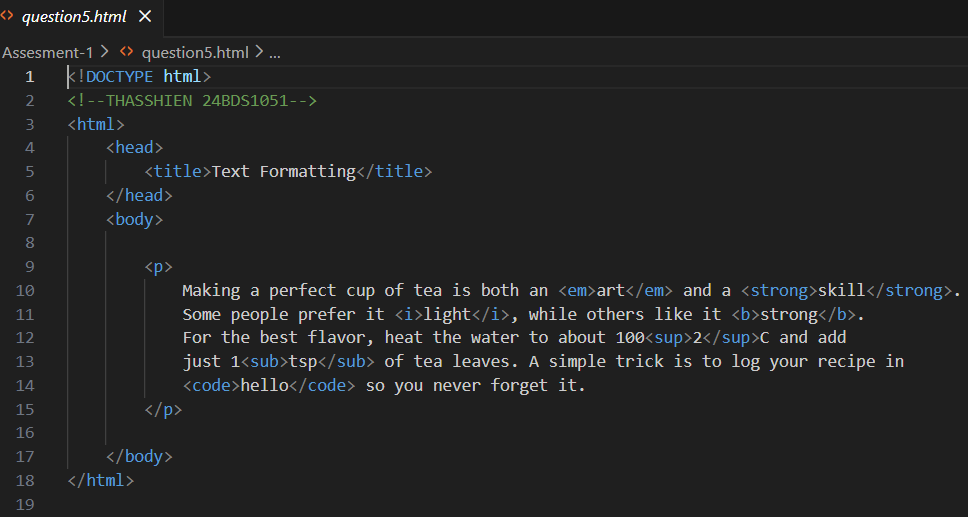 question5.html
Assesment-1 > question5.html > ...
1 <!DOCTYPE html>
2 <!--THASSHIEN 24BDS1051-->
3 <html>
4 <head>
5 <title>Text Formatting</title>
6 </head>
7 <body>
8
9 <p>
10 Making a perfect cup of tea is both an <em>art</em> and a <strong>skill</strong>.
11 Some people prefer it <i>light</i>, while others like it <b>strong</b>.
12 For the best flavor, heat the water to about 100<sup>2</sup>C and add
13 just 1<sub>tsp</sub> of tea leaves. A simple trick is to log your recipe in
14 <code>hello</code> so you never forget it.
15 </p>
16
17 </body>
18 </html>
19